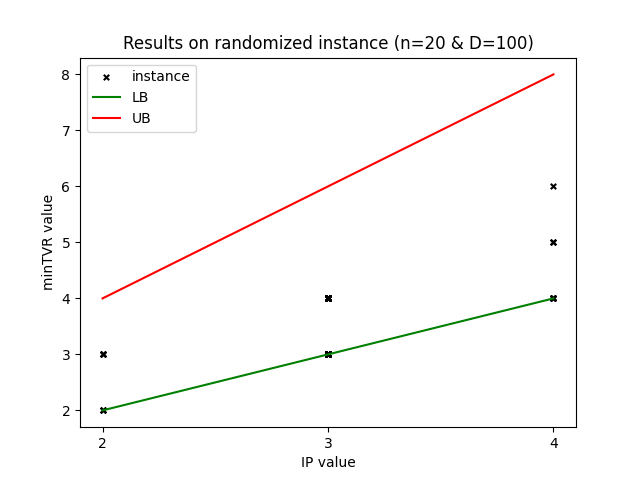 Results on randomized instance (n=20 & D=100)
instance
LB
UB
8
7
6
5
4
3
2
minTVR value
2 3 4
IP value